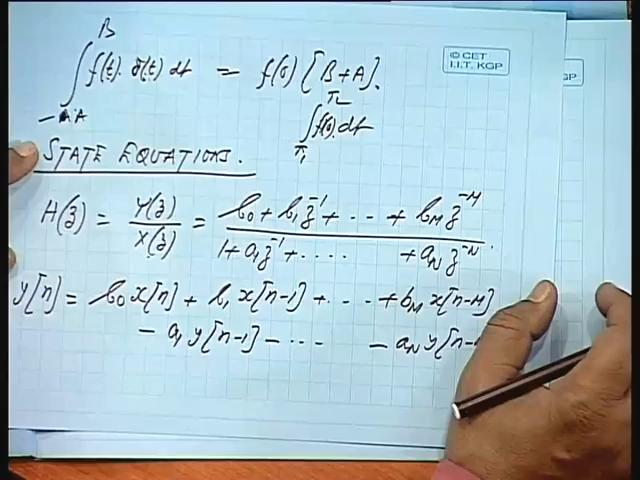 B
∫ f(t). δ(t) dt = f(0) [B+A].
-A
T2
∫ f(0). dt
T1
© CET
I.I.T. KGP
GP
STATE EQUATIONS.
H(z) = Y(z)/X(z) = b0 + b1 z^-1 + ... + bM z^-M / 1 + a1 z^-1 + .... + aN z^-N.
y[n] = b0 x[n] + b1 x[n-1] + ... + bM x[n-M]
- a1 y[n-1] - ... - aN y[n-